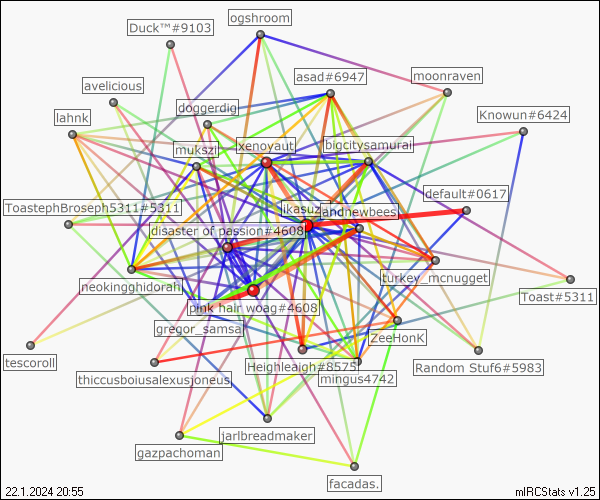 ogshroom
Duck™#9103
asad#6947
moonraven
avelicious
doggerdig
Knowun#6424
lahnk
xenoyaut
bigcitysamurai
mukszi
default#0617
ToastephBroseph5311#5311
disaster of passion#4608
turkey_mcnugget
neokingghidorah
Toast#5311
pink hair woag#4608
gregor_samsa
ZeeHonK
tescoroll
Heighleaigh#8575
Random Stuf6#5983
thiccusboiusalexusjoneus
mingus4742
jarlbreadmaker
gazpachoman
facadas.
22.1.2024 20:55
mIRCStats v1.25